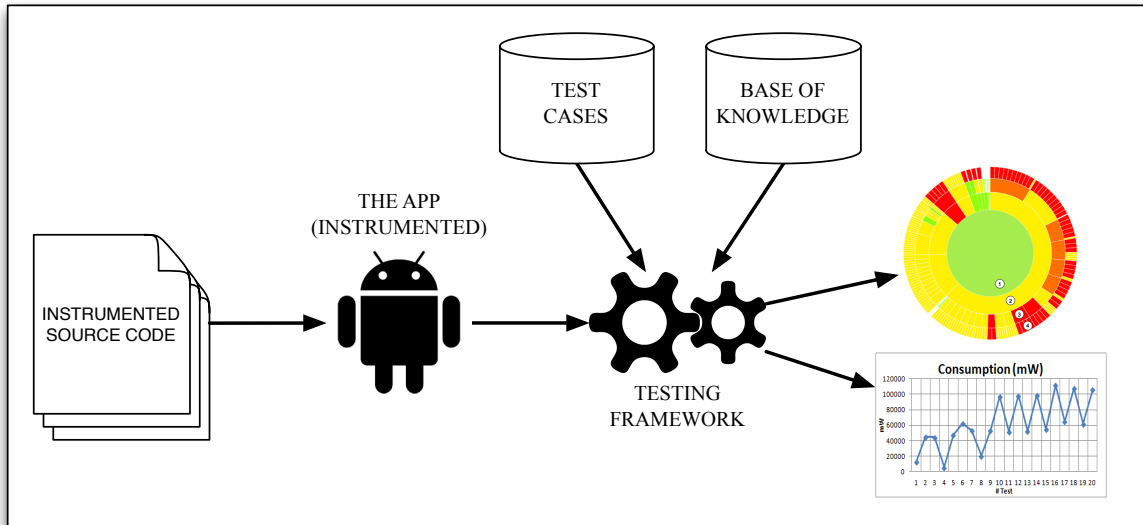 TEST
CASES
BASE OF
KNOWLEDGE
THE APP
(INSTRUMENTED)
INSTRUMENTED
SOURCE CODE
TESTING
FRAMEWORK
1
2
3
4
Consumption (mW)
mW
120000
100000
80000
60000
40000
20000
0
1 2 3 4 5 6 7 8 9 10 11 12 13 14 15 16 17 18 19 20
# Test